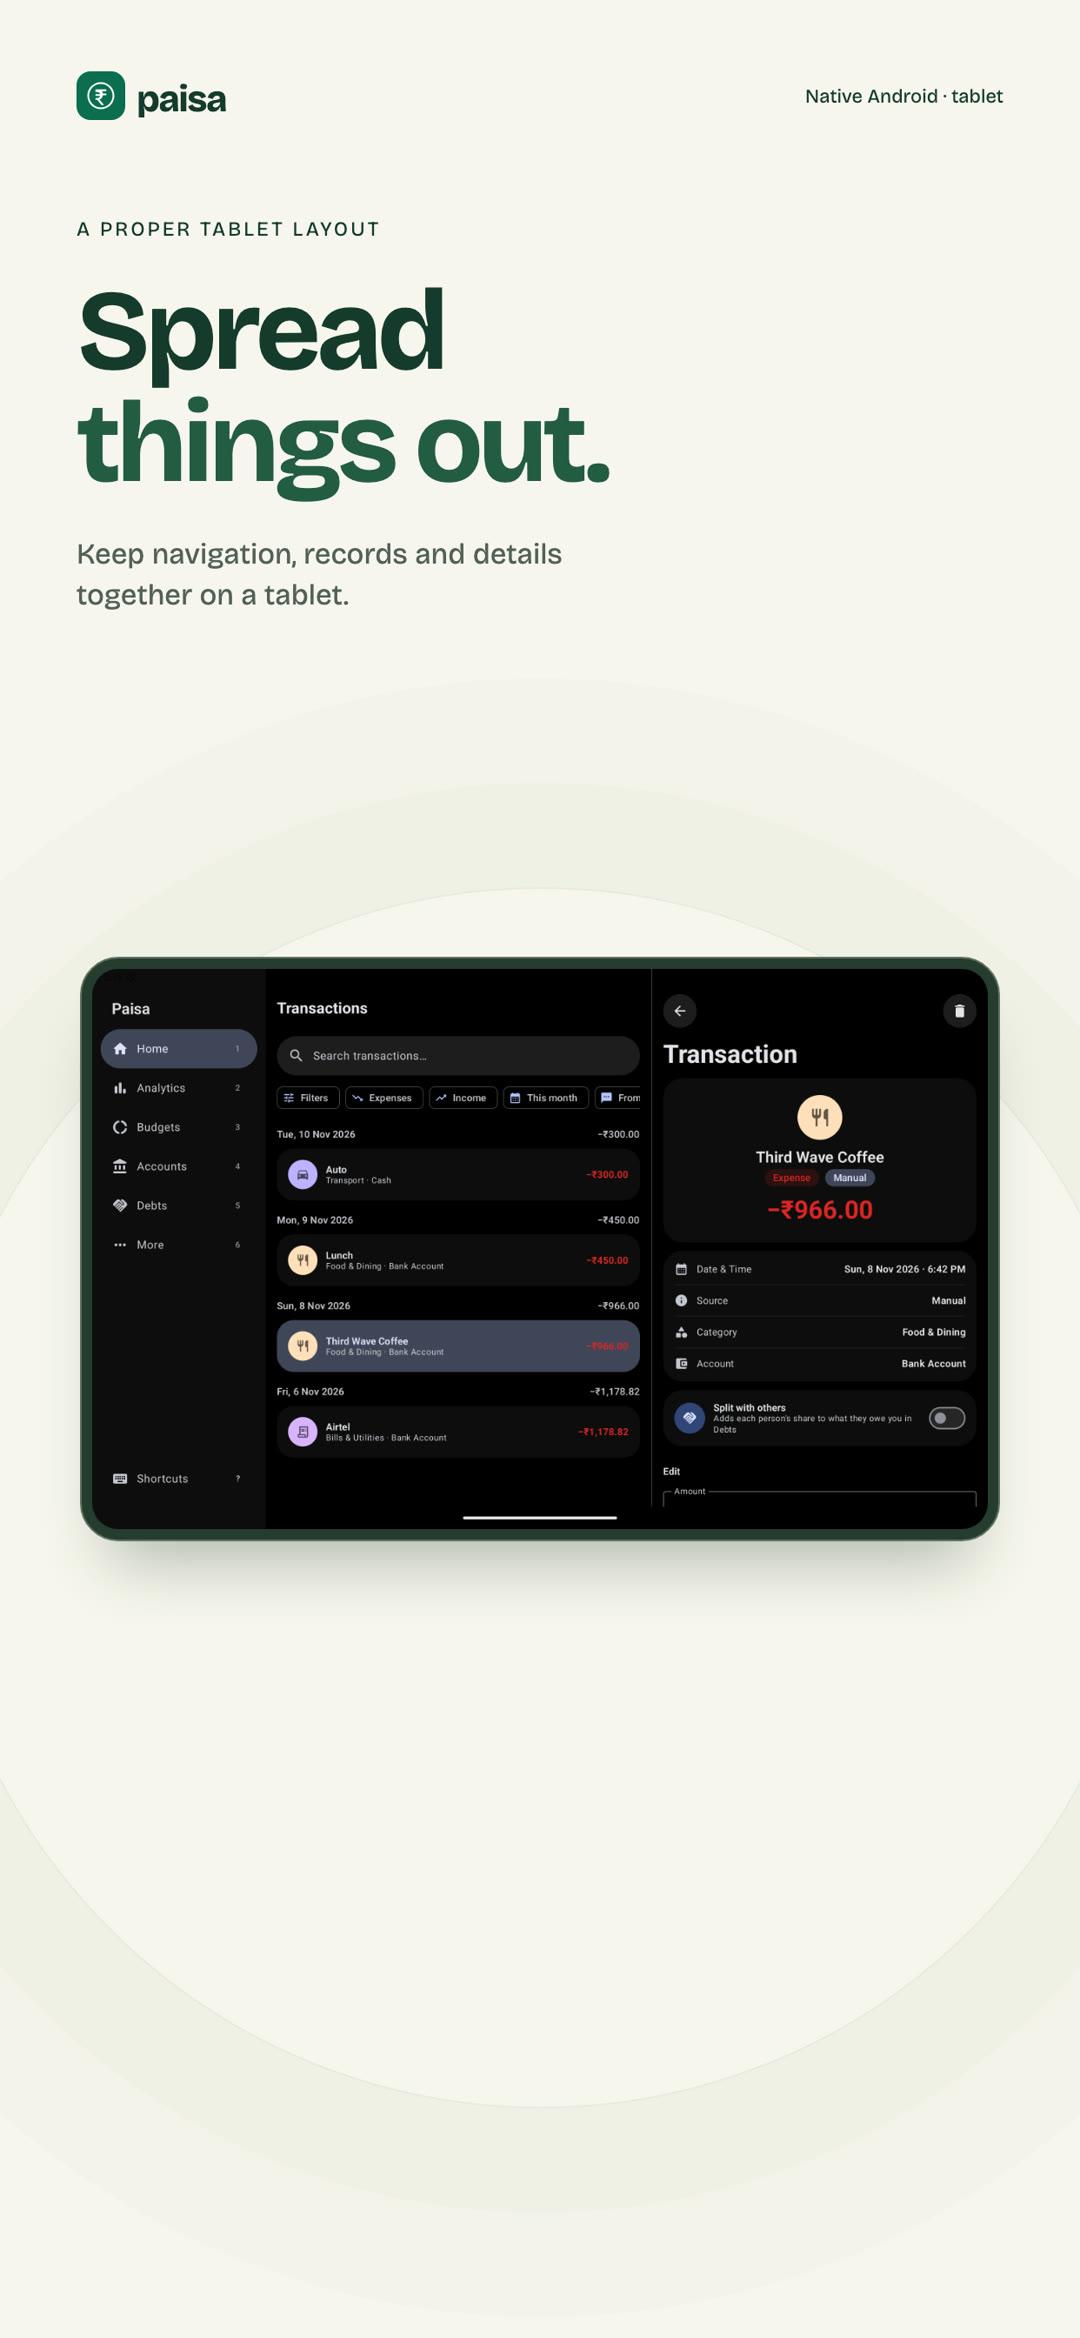 paisa
Native Android · tablet
A PROPER TABLET LAYOUT
Spread
things out.
Keep navigation, records and details
together on a tablet.
Paisa
Home 1
Analytics 2
Budgets 3
Accounts 4
Debts 5
More 6
Shortcuts ?
Transactions
Search transactions...
Filters Expenses Income This month From
Tue, 10 Nov 2026 −₹300.00
Auto
Transport · Cash
−₹300.00
Mon, 9 Nov 2026 −₹450.00
Lunch
Food & Dining · Bank Account
−₹450.00
Sun, 8 Nov 2026 −₹966.00
Third Wave Coffee
Food & Dining · Bank Account
−₹966.00
Fri, 6 Nov 2026 −₹1,178.82
Airtel
Bills & Utilities · Bank Account
−₹1,178.82
Transaction
Third Wave Coffee
Expense Manual
−₹966.00
Date & Time Sun, 8 Nov 2026 · 6:42 PM
Source Manual
Category Food & Dining
Account Bank Account
Split with others
Adds each person's share to what they owe you in
Debts
Edit
Amount